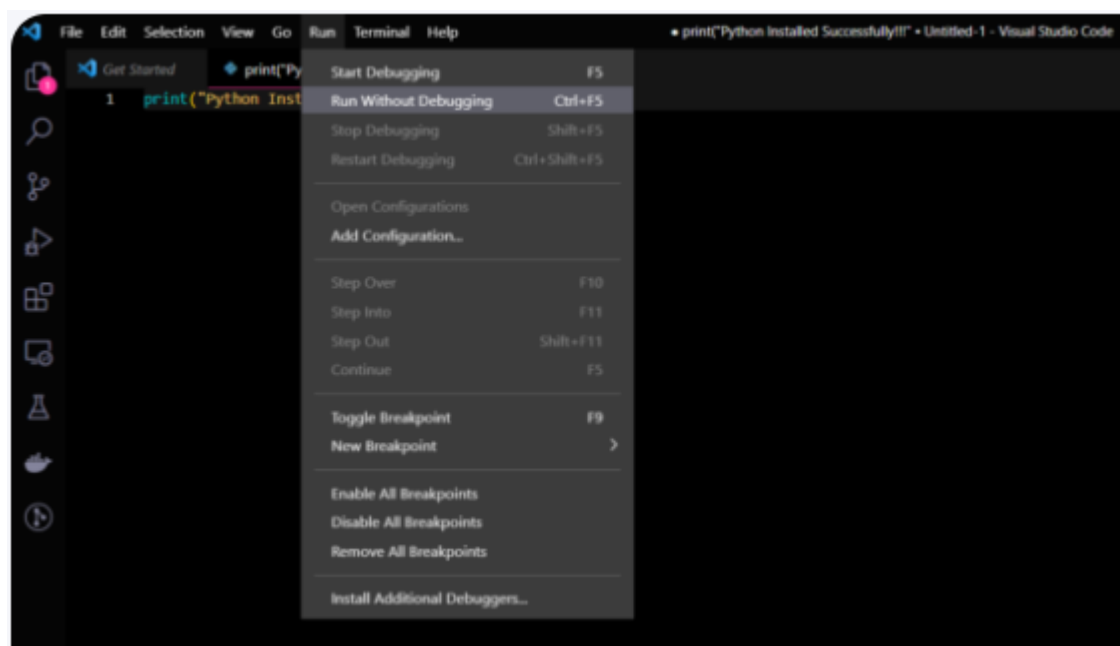 File Edit Selection View Go Run Terminal Help ● print("Python Installed Successfully!!!" • Untitled-1 - Visual Studio Code
1
Get Started print("Py
1 print("Python Inst
Start Debugging F5
Run Without Debugging Ctrl+F5
Stop Debugging Shift+F5
Restart Debugging Ctrl+Shift+F5
Open Configurations
Add Configuration...
Step Over F10
Step Into F11
Step Out Shift+F11
Continue F5
Toggle Breakpoint F9
New Breakpoint
Enable All Breakpoints
Disable All Breakpoints
Remove All Breakpoints
Install Additional Debuggers...